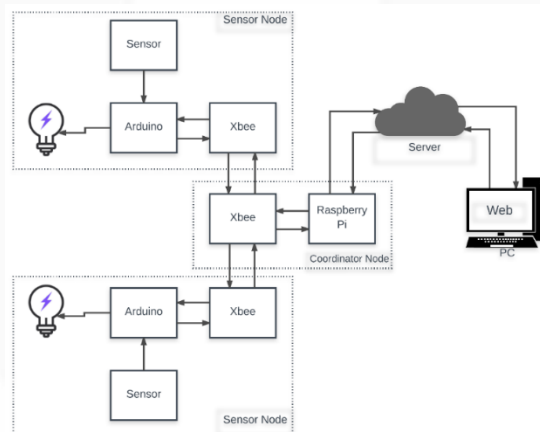 Sensor Node
Sensor
Arduino
Xbee
Server
Xbee
Raspberry
Pi
Web
PC
Coordinator Node
Arduino
Xbee
Sensor
Sensor Node